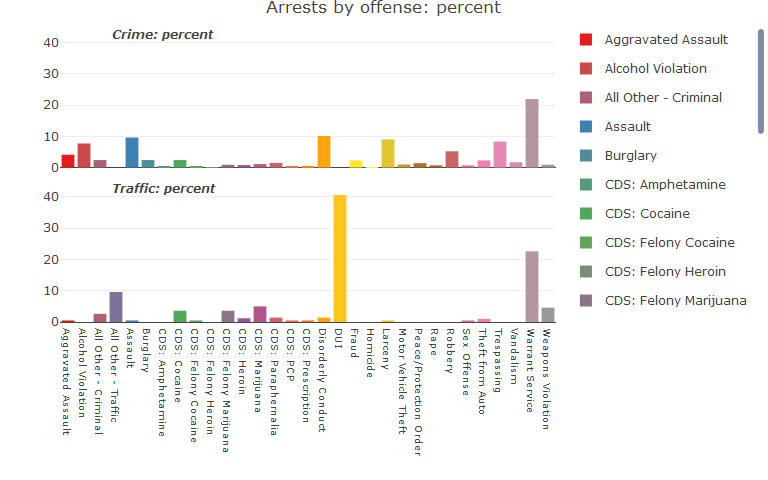 Arrests by offense: percent
Crime: percent
40
30
20
10
0
Traffic: percent
40
30
20
10
0
Aggravated Assault
Alcohol Violation
All Other - Criminal
All Other - Traffic
Assault
Burglary
CDS: Amphetamine
CDS: Cocaine
CDS: Felony Cocaine
CDS: Felony Heroin
CDS: Felony Marijuana
CDS: Heroin
CDS: Marijuana
CDS: Paraphernalia
CDS: PCP
CDS: Prescription
Disorderly Conduct
DUI
Fraud
Homicide
Larceny
Motor Vehicle Theft
Peace/Protection Order
Rape
Robbery
Sex Offense
Theft from Auto
Trespassing
Vandalism
Warrant Service
Weapons Violation
Aggravated Assault
Alcohol Violation
All Other - Criminal
Assault
Burglary
CDS: Amphetamine
CDS: Cocaine
CDS: Felony Cocaine
CDS: Felony Heroin
CDS: Felony Marijuana